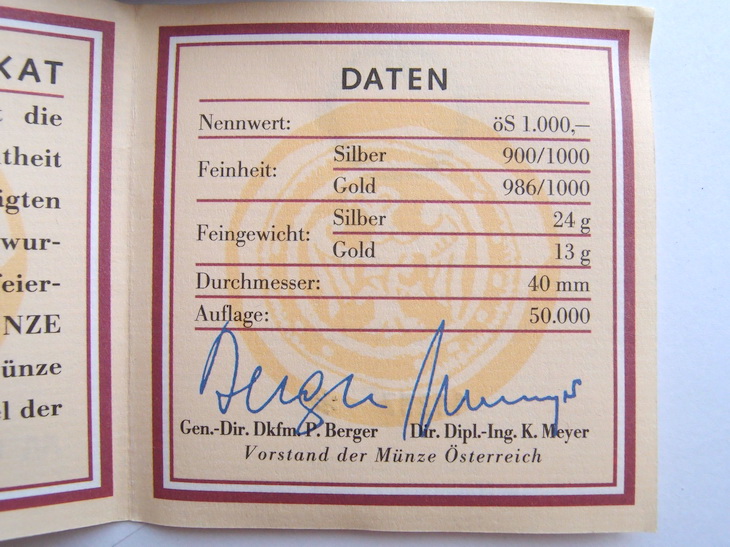 KAT
die
theit
igten
wur-
eier-
NZE
ünze
der
DATEN
Nennwert: öS 1.000,—
Feinheit: Silber 900/1000
Gold 986/1000
Feingewicht: Silber 24 g
Gold 13 g
Durchmesser: 40 mm
Auflage: 50.000
Gen.-Dir. Dkfm. P. Berger Dir. Dipl.-Ing. K. Meyer
Vorstand der Münze Österreich